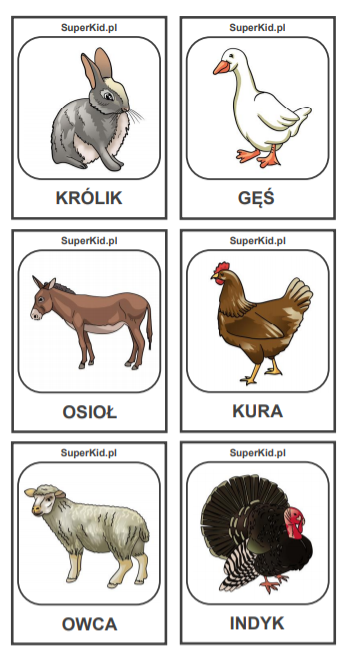 SuperKid.pl
KRÓLIK
SuperKid.pl
GĘŚ
SuperKid.pl
OSIOŁ
SuperKid.pl
KURA
SuperKid.pl
OWCA
SuperKid.pl
INDYK